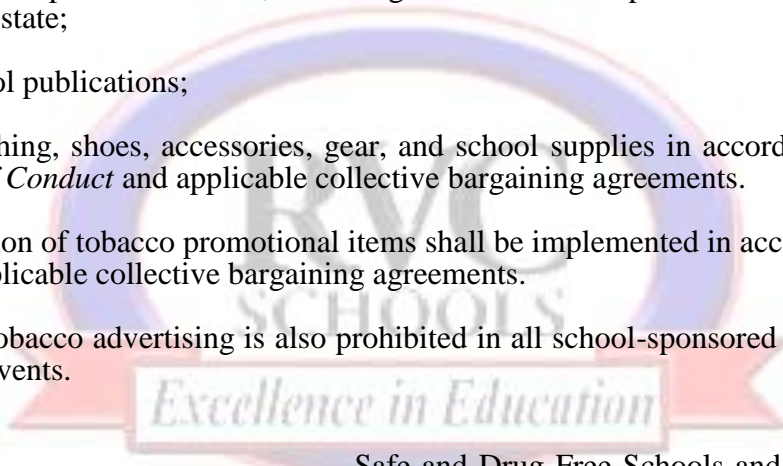 state;
ol publications;
hing, shoes, accessories, gear, and school supplies in accord
f Conduct and applicable collective bargaining agreements.
on of tobacco promotional items shall be implemented in acc
plicable collective bargaining agreements.
obacco advertising is also prohibited in all school-sponsored
vents.
RVC
SCHOOLS
Excellence in Education
Safe and Drug-Free Schools and